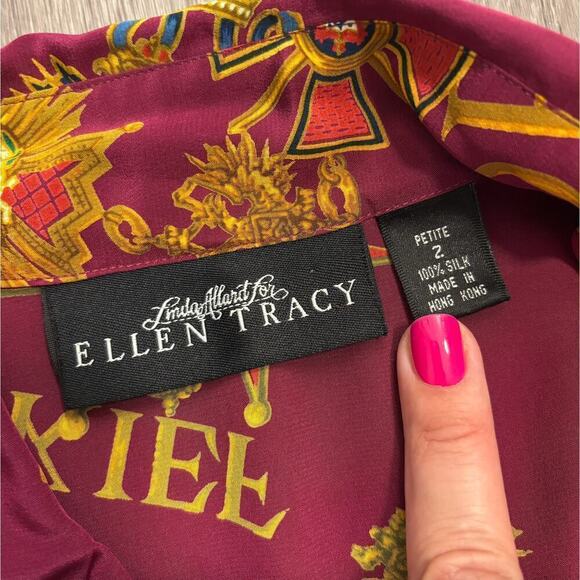 Linda Allard for
ELLEN TRACY
PETITE
2
100% SILK
MADE IN
HONG KONG
KIEE